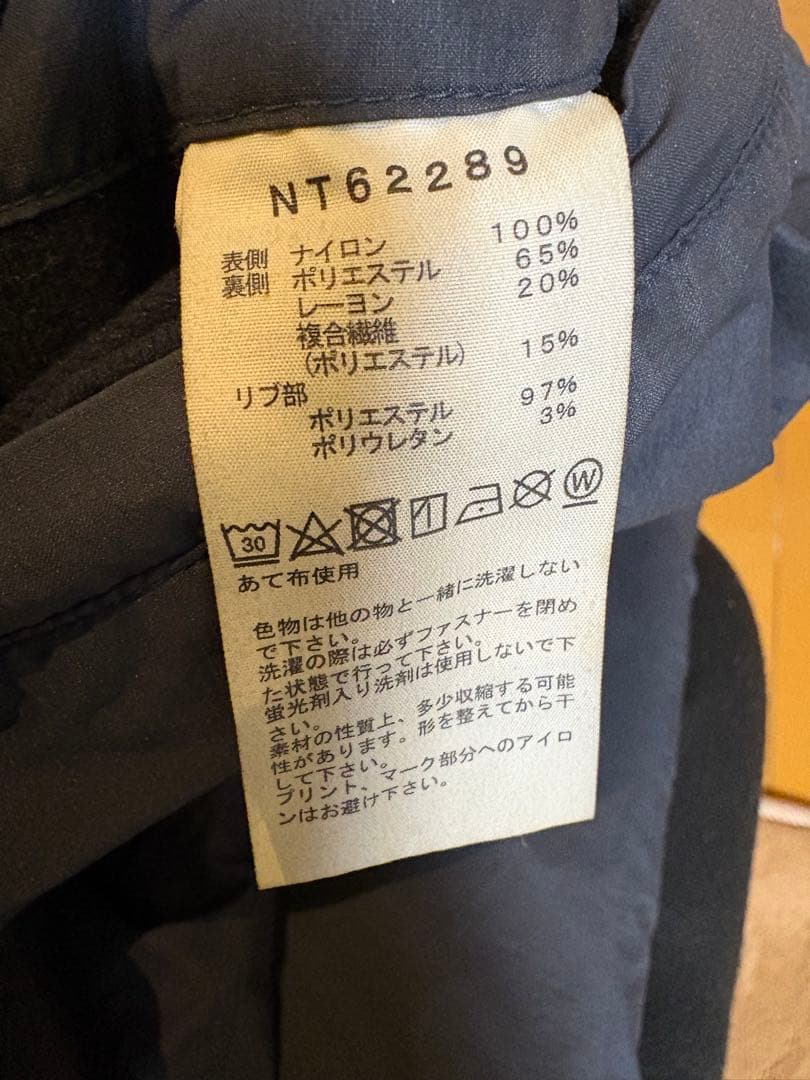 NT62289
表側 ナイロン 100%
裏側 ポリエステル 65%
レーヨン 20%
複合繊維
(ポリエステル) 15%
リブ部
ポリエステル 97%
ポリウレタン 3%
30 W
あて布使用
色物は他の物と一緒に洗濯しない
で下さい。
洗濯の際は必ずファスナーを閉め
た状態で行って下さい。
蛍光剤入り洗剤は使用しないで下
さい。
素材の性質上、多少収縮する可能
性があります。形を整えてから干
して下さい。
プリント、マーク部分へのアイロ
ンはお避け下さい。